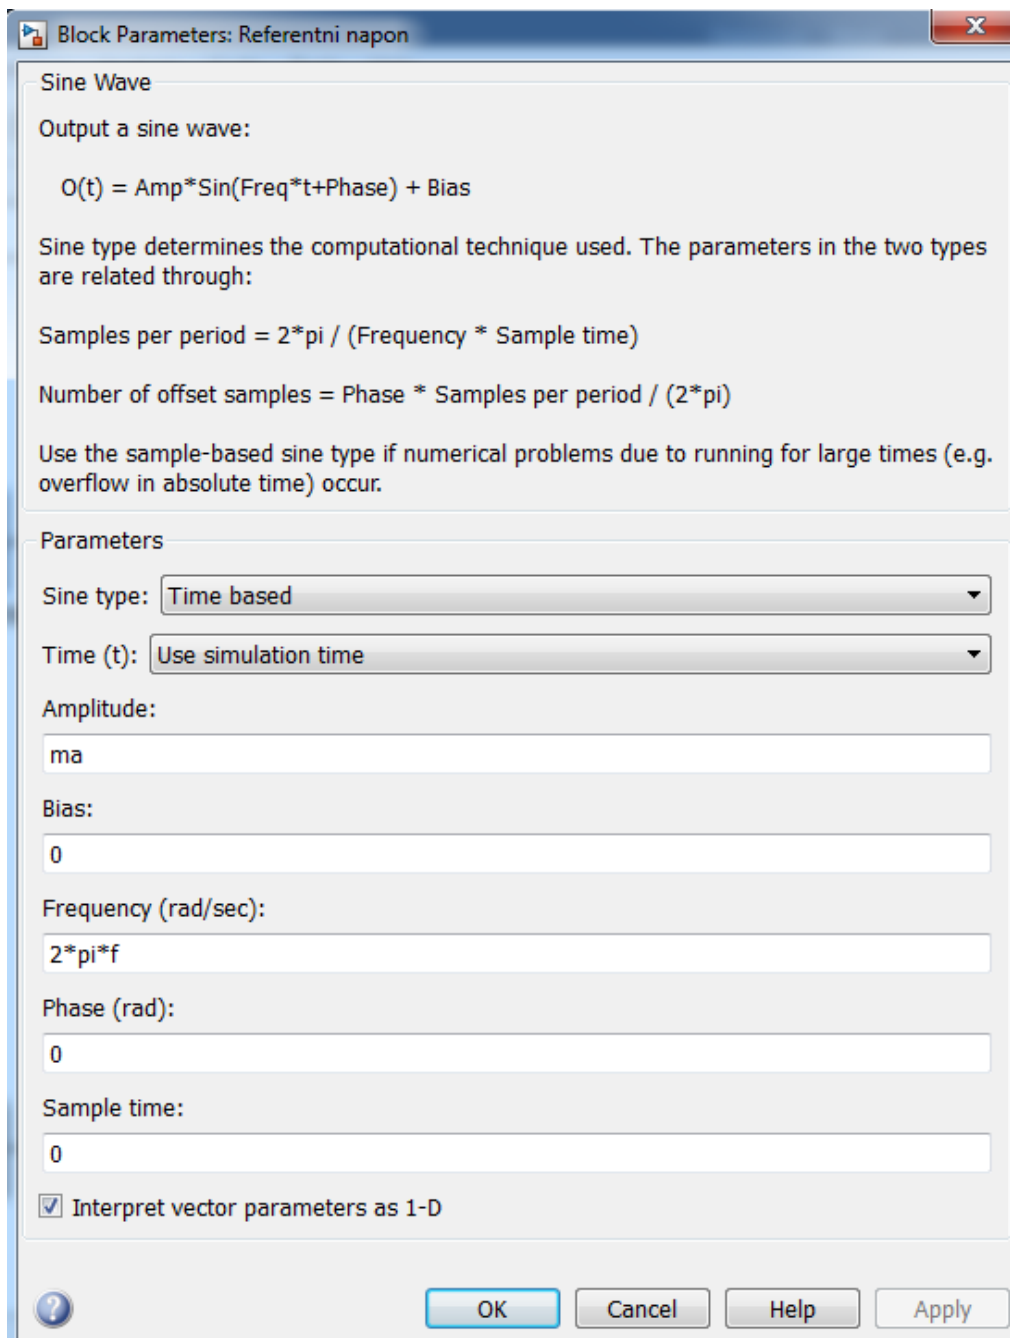 Block Parameters: Referentni napon
X
Sine Wave
Output a sine wave:
O(t) = Amp*Sin(Freq*t+Phase) + Bias
Sine type determines the computational technique used. The parameters in the two types
are related through:
Samples per period = 2*pi / (Frequency * Sample time)
Number of offset samples = Phase * Samples per period / (2*pi)
Use the sample-based sine type if numerical problems due to running for large times (e.g.
overflow in absolute time) occur.
Parameters
Sine type: Time based
Time (t): Use simulation time
Amplitude:
ma
Bias:
0
Frequency (rad/sec):
2*pi*f
Phase (rad):
0
Sample time:
0
Interpret vector parameters as 1-D
? OK Cancel Help Apply